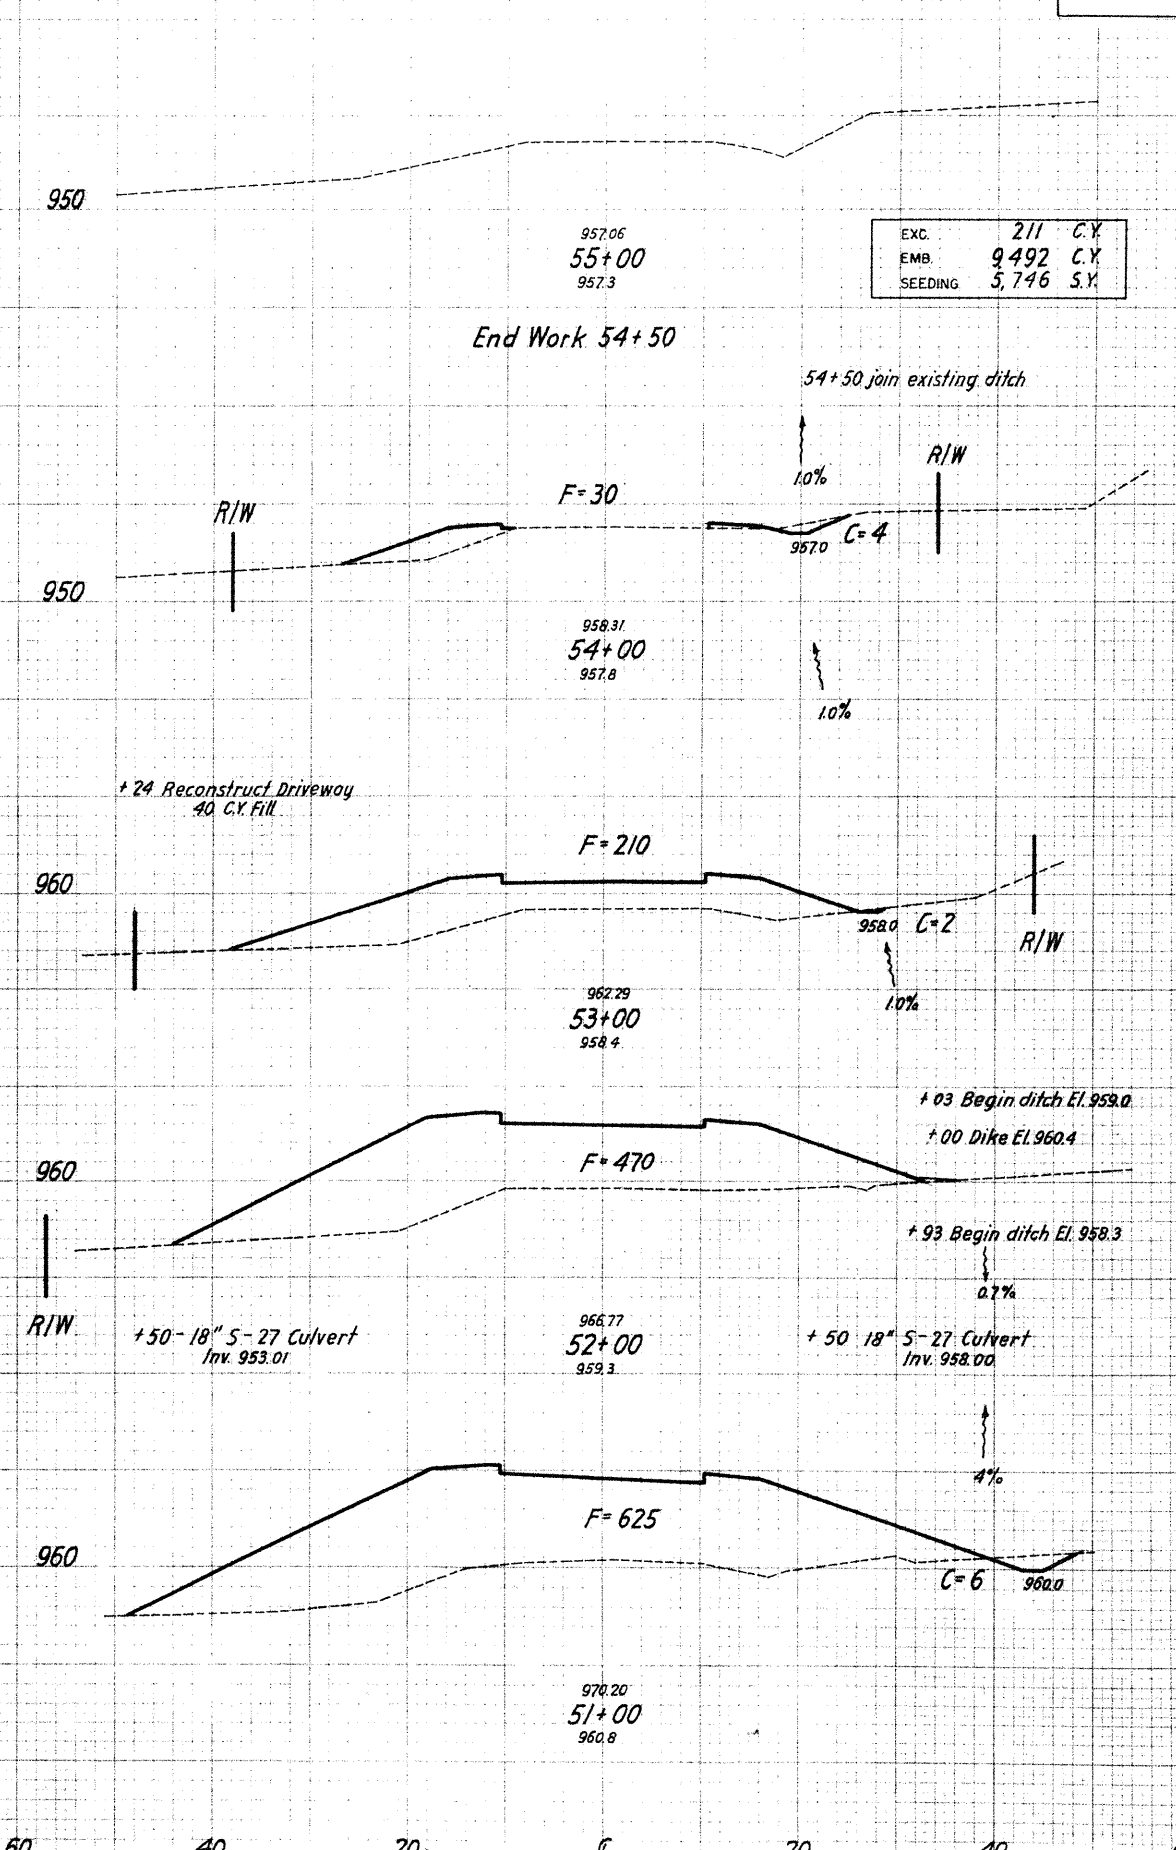 950
957.06
55+00
957.3
EXC. 211 C.Y.
EMB. 9,492 C.Y.
SEEDING 5,746 S.Y.
End Work 54+50
54+50 join existing ditch
1.0%
R/W
F=30
R/W
957.0
C=4
950
958.31
54+00
957.8
1.0%
+24 Reconstruct Driveway
40 C.Y. Fill
F=210
960
958.0
C=2
R/W
962.29
53+00
958.4
1.0%
+03 Begin ditch El. 959.0
+00 Dike El. 960.4
F=470
960
+93 Begin ditch El. 958.3
0.7%
R/W
+50-18" S-27 Culvert
Inv. 953.01
966.77
52+00
959.3
+50 18" S-27 Culvert
Inv. 958.00
4%
F=625
960
C=6
960.0
970.20
51+00
960.8
60 40 20 ℄ 20 40